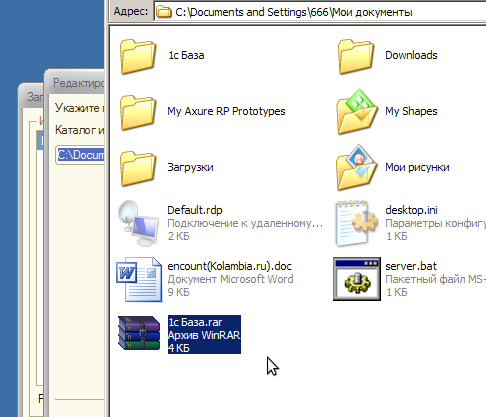 Адрес: C:\Documents and Settings\666\Мои документы
1с База
Downloads
My Axure RP Prototypes
My Shapes
Загрузки
Мои рисунки
Default.rdp
Подключение к удаленному...
2 КБ
desktop.ini
Параметры конфигу
1 КБ
encount(Kolambia.ru).doc
Документ Microsoft Word
9 КБ
server.bat
Пакетный файл MS-
1 КБ
1с База.rar
Архив WinRAR
4 КБ
Редактиро
Укажите
Каталог и
C:\Docum